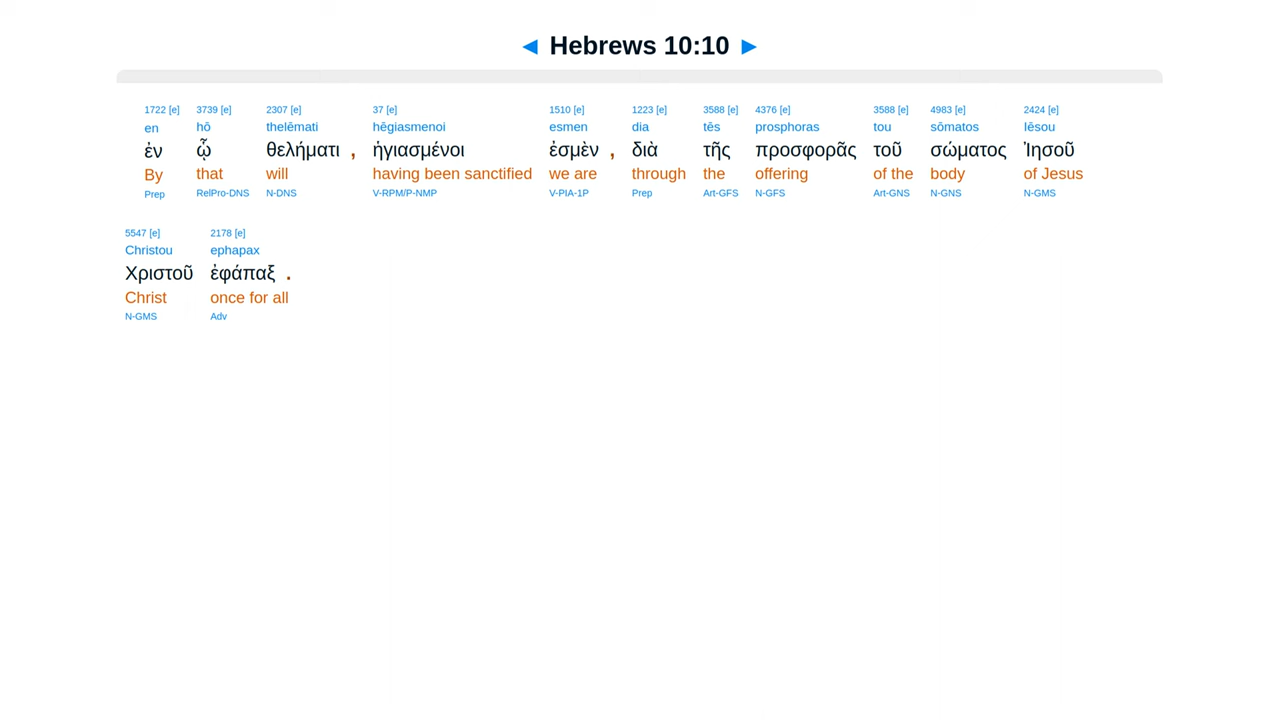 ◄ Hebrews 10:10 ►
1722 [e] 3739 [e] 2307 [e] 37 [e] 1510 [e] 1223 [e] 3588 [e] 4376 [e] 3588 [e] 4983 [e] 2424 [e]
en hō thelēmati hēgiasmenoi esmen dia tēs prosphoras tou sōmatos Iēsou
ἐν ᾧ θελήματι , ἡγιασμένοι ἐσμὲν , διὰ τῆς προσφορᾶς τοῦ σώματος Ἰησοῦ
By that will having been sanctified we are through the offering of the body of Jesus
Prep RelPro-DNS N-DNS V-RPM/P-NMP V-PIA-1P Prep Art-GFS N-GFS Art-GNS N-GNS N-GMS
5547 [e] 2178 [e]
Christou ephapax
Χριστοῦ ἐφάπαξ .
Christ once for all
N-GMS Adv